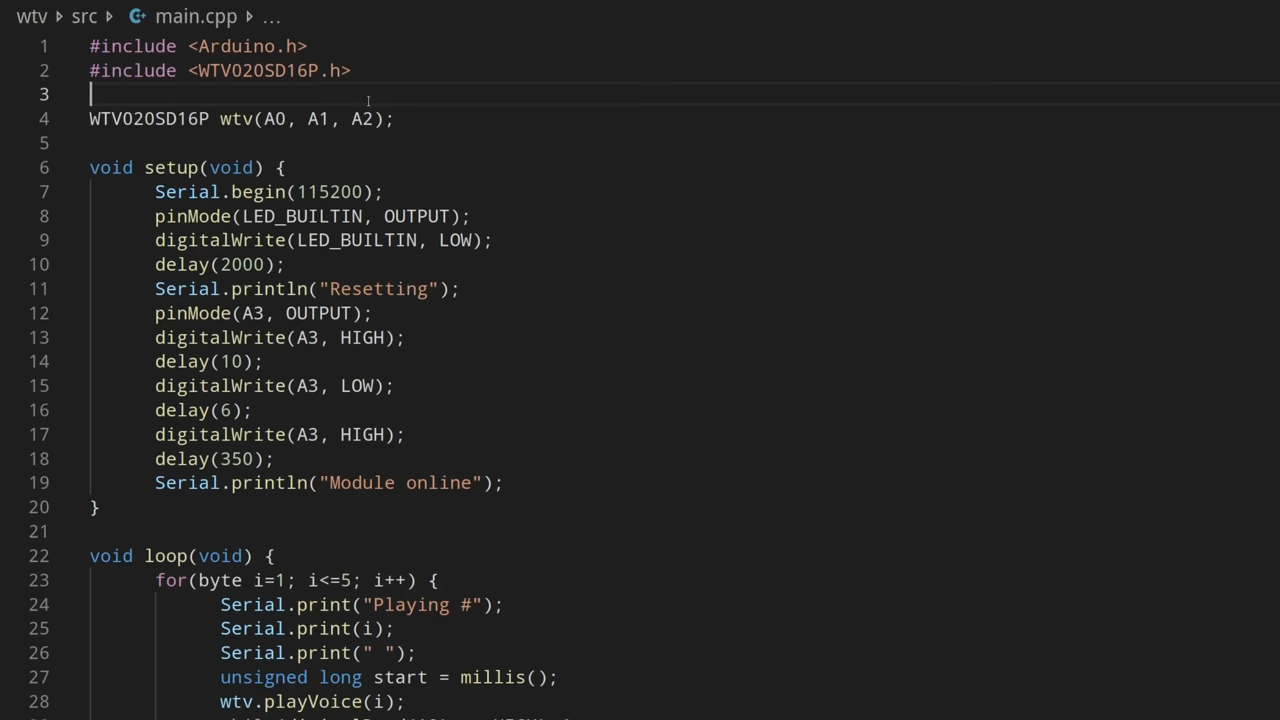 wtv src main.cpp ...
1 #include <Arduino.h>
2 #include <WTV020SD16P.h>
3
4 WTV020SD16P wtv(A0, A1, A2);
5
6 void setup(void) {
7 Serial.begin(115200);
8 pinMode(LED_BUILTIN, OUTPUT);
9 digitalWrite(LED_BUILTIN, LOW);
10 delay(2000);
11 Serial.println("Resetting");
12 pinMode(A3, OUTPUT);
13 digitalWrite(A3, HIGH);
14 delay(10);
15 digitalWrite(A3, LOW);
16 delay(6);
17 digitalWrite(A3, HIGH);
18 delay(350);
19 Serial.println("Module online");
20 }
21
22 void loop(void) {
23 for(byte i=1; i<=5; i++) {
24 Serial.print("Playing #");
25 Serial.print(i);
26 Serial.print(" ");
27 unsigned long start = millis();
28 wtv.playVoice(i);